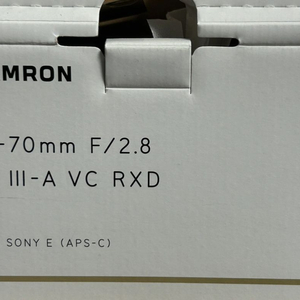 MRON
-70mm F/2.8
III-A VC RXD
SONY E (APS-C)